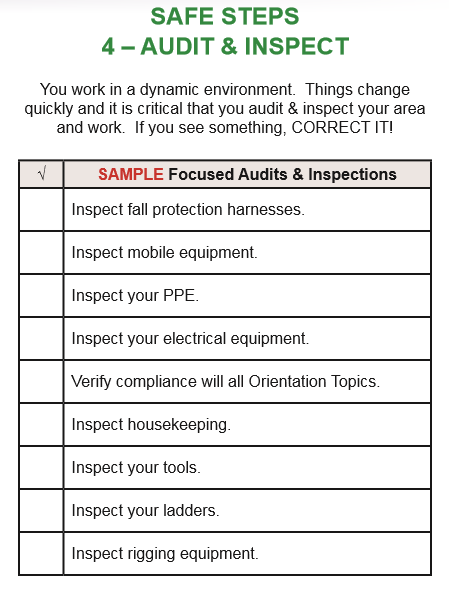 SAFE STEPS
4 – AUDIT & INSPECT
You work in a dynamic environment.  Things change
quickly and it is critical that you audit & inspect your area
and work.  If you see something, CORRECT IT!
√ SAMPLE Focused Audits & Inspections
Inspect fall protection harnesses.
Inspect mobile equipment.
Inspect your PPE.
Inspect your electrical equipment.
Verify compliance will all Orientation Topics.
Inspect housekeeping.
Inspect your tools.
Inspect your ladders.
Inspect rigging equipment.